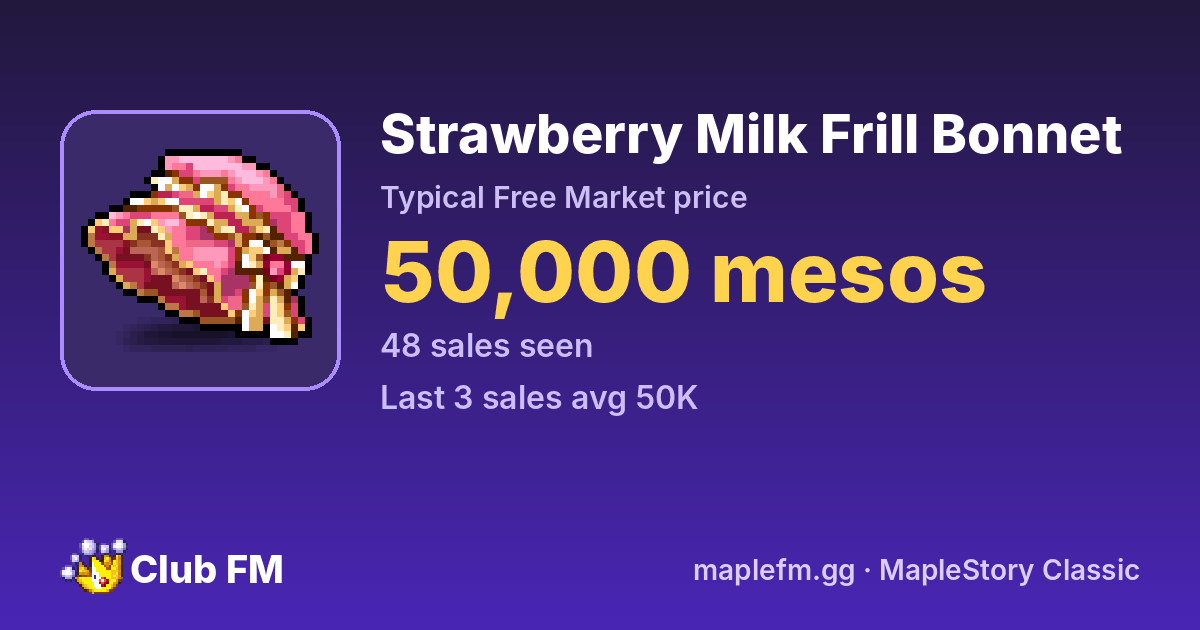 Strawberry Milk Frill Bonnet
Typical Free Market price
50,000 mesos
48 sales seen
Last 3 sales avg 50K
Club FM
maplefm.gg · MapleStory Classic